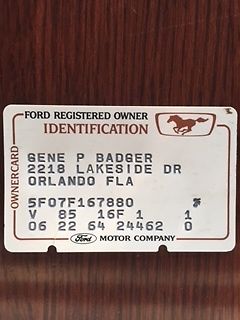 FORD REGISTERED OWNER
IDENTIFICATION
OWNERCARD
GENE P BADGER
2218 LAKESIDE DR
ORLANDO FLA
5F07F167880
V 85 16F 1 1
06 22 64 24462 0
Ford MOTOR COMPANY